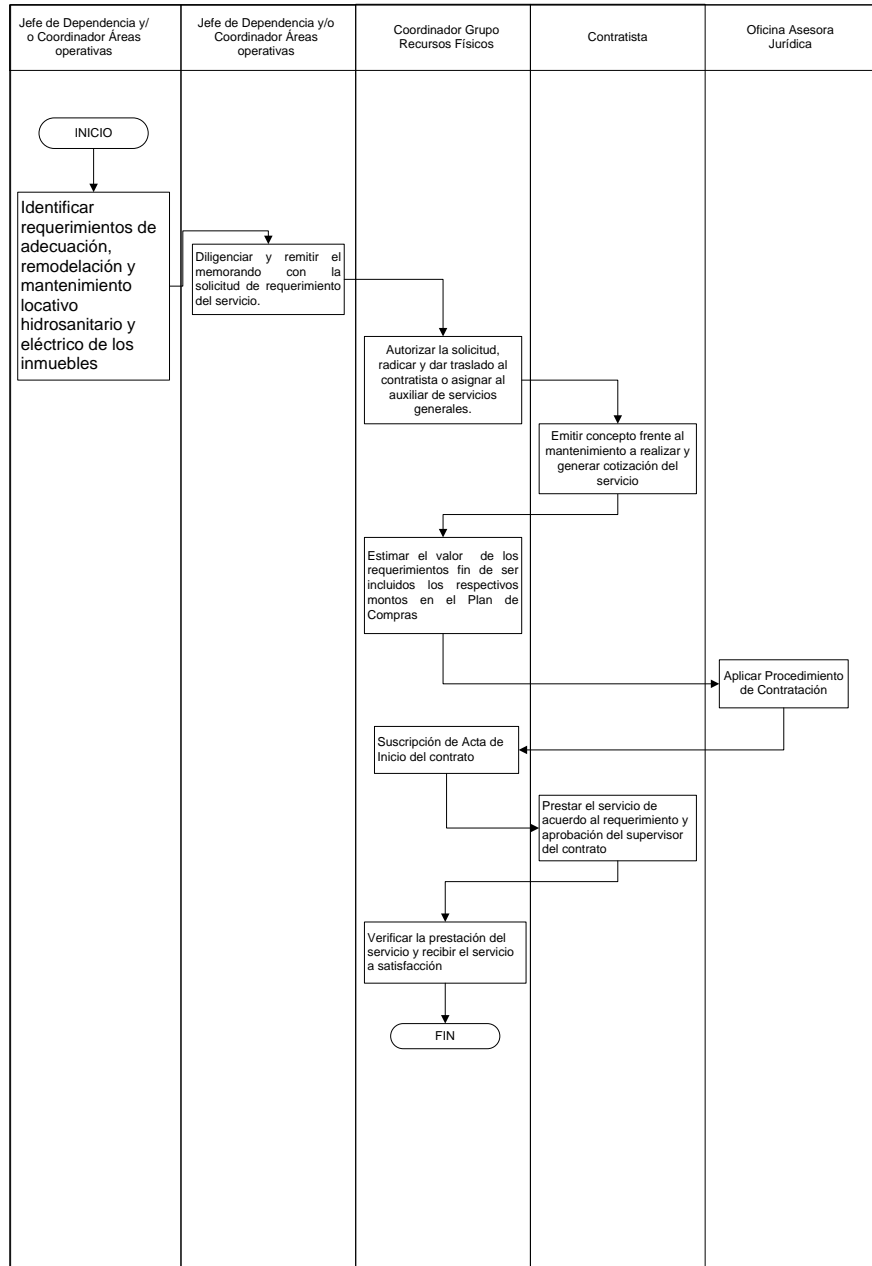 Jefe de Dependencia y/
o Coordinador Áreas
operativas
Jefe de Dependencia y/o
Coordinador Áreas
operativas
Coordinador Grupo
Recursos Físicos
Contratista
Oficina Asesora
Jurídica
INICIO
Identificar
requerimientos de
adecuación,
remodelación y
mantenimiento
locativo
hidrosanitario y
eléctrico de los
inmuebles
Diligenciar y remitir el
memorando con la
solicitud de requerimiento
del servicio.
Autorizar la solicitud,
radicar y dar traslado al
contratista o asignar al
auxiliar de servicios
generales.
Emitir concepto frente al
mantenimiento a realizar y
generar cotización del
servicio
Estimar el valor de los
requerimientos fin de ser
incluidos los respectivos
montos en el Plan de
Compras
Aplicar Procedimiento
de Contratación
Suscripción de Acta de
Inicio del contrato
Prestar el servicio de
acuerdo al requerimiento y
aprobación del supervisor
del contrato
Verificar la prestación del
servicio y recibir el servicio
a satisfacción
FIN